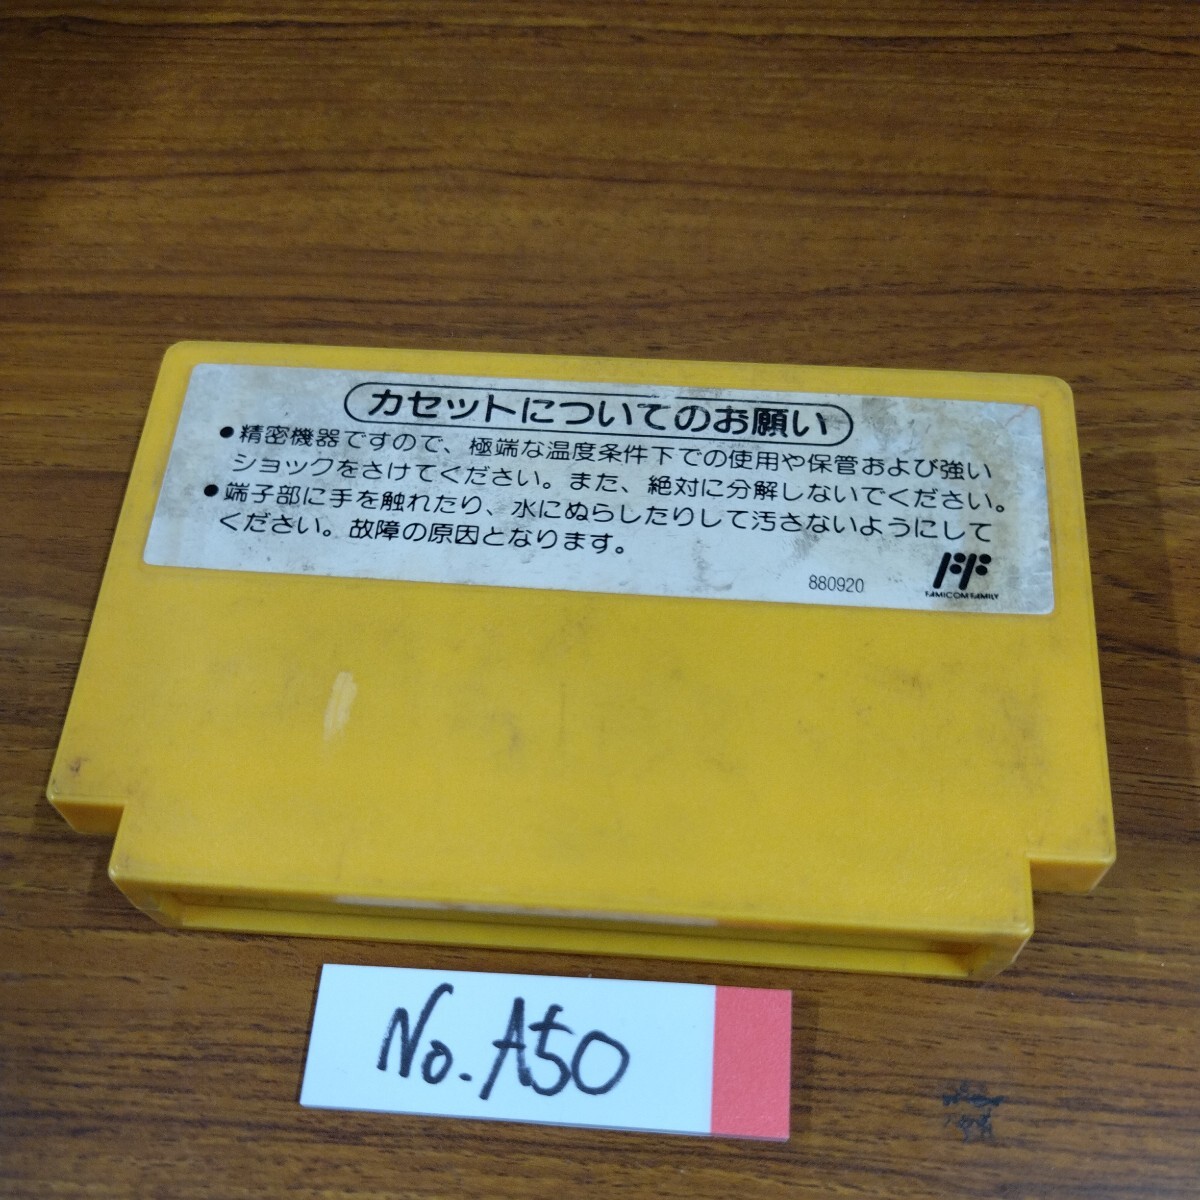 カセットについてのお願い
●精密機器ですので、極端な温度条件下での使用や保管および強い
ショックをさけてください。また、絶対に分解しないでください。
●端子部に手を触れたり、水にぬらしたりして汚さないようにして
ください。故障の原因となります。
880920
FF
FAMICOM FAMILY
No. A50